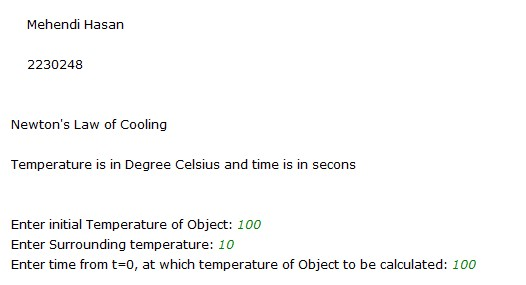 Mehendi Hasan
2230248
Newton's Law of Cooling
Temperature is in Degree Celsius and time is in secons
Enter initial Temperature of Object: 100
Enter Surrounding temperature: 10
Enter time from t=0, at which temperature of Object to be calculated: 100